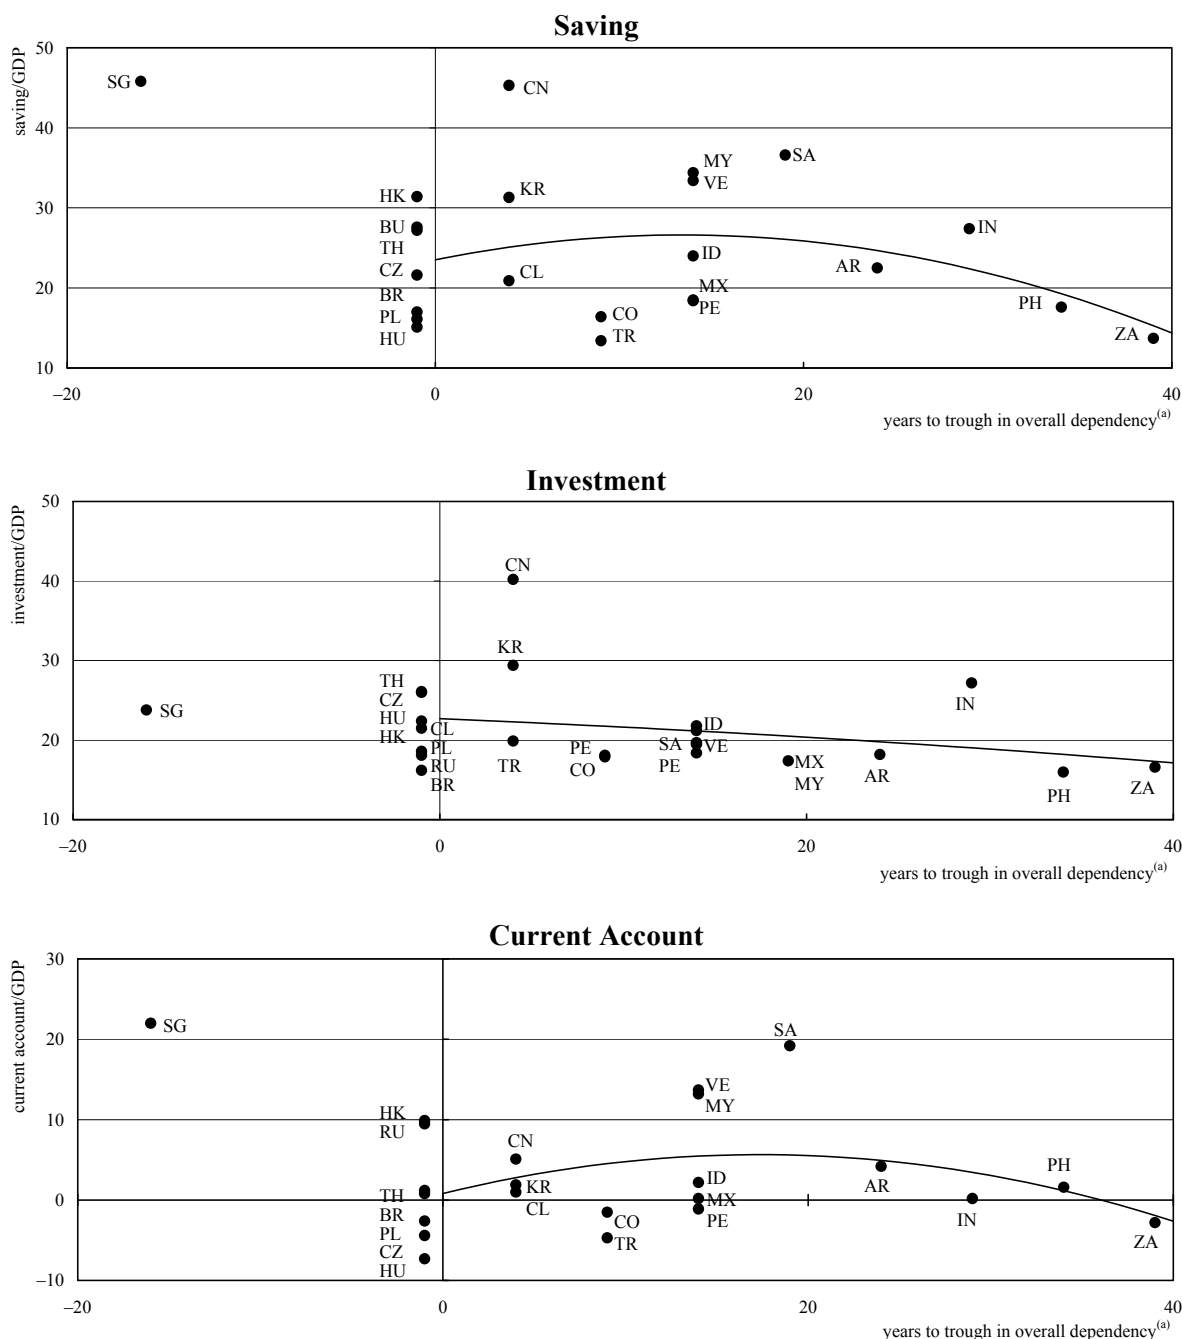 Saving
saving/GDP
50
40
30
20
10
SG
CN
MY
SA
VE
HK
KR
BU
IN
TH
ID
CZ
CL
AR
BR
MX
PL
CO
PE
PH
HU
TR
ZA
–20
0
20
40
years to trough in overall dependency(a)
Investment
investment/GDP
50
40
30
20
10
CN
KR
TH
CZ
SG
HU
IN
CL
ID
HK
PL
PE
SA
VE
RU
TR
CO
PE
MX
BR
MY
AR
PH
ZA
–20
0
20
40
years to trough in overall dependency(a)
Current Account
current account/GDP
30
20
10
0
–10
SG
SA
HK
VE
RU
MY
CN
PH
TH
KR
ID
AR
CL
MX
BR
CO
PE
IN
PL
TR
ZA
CZ
HU
–20
0
20
40
years to trough in overall dependency(a)